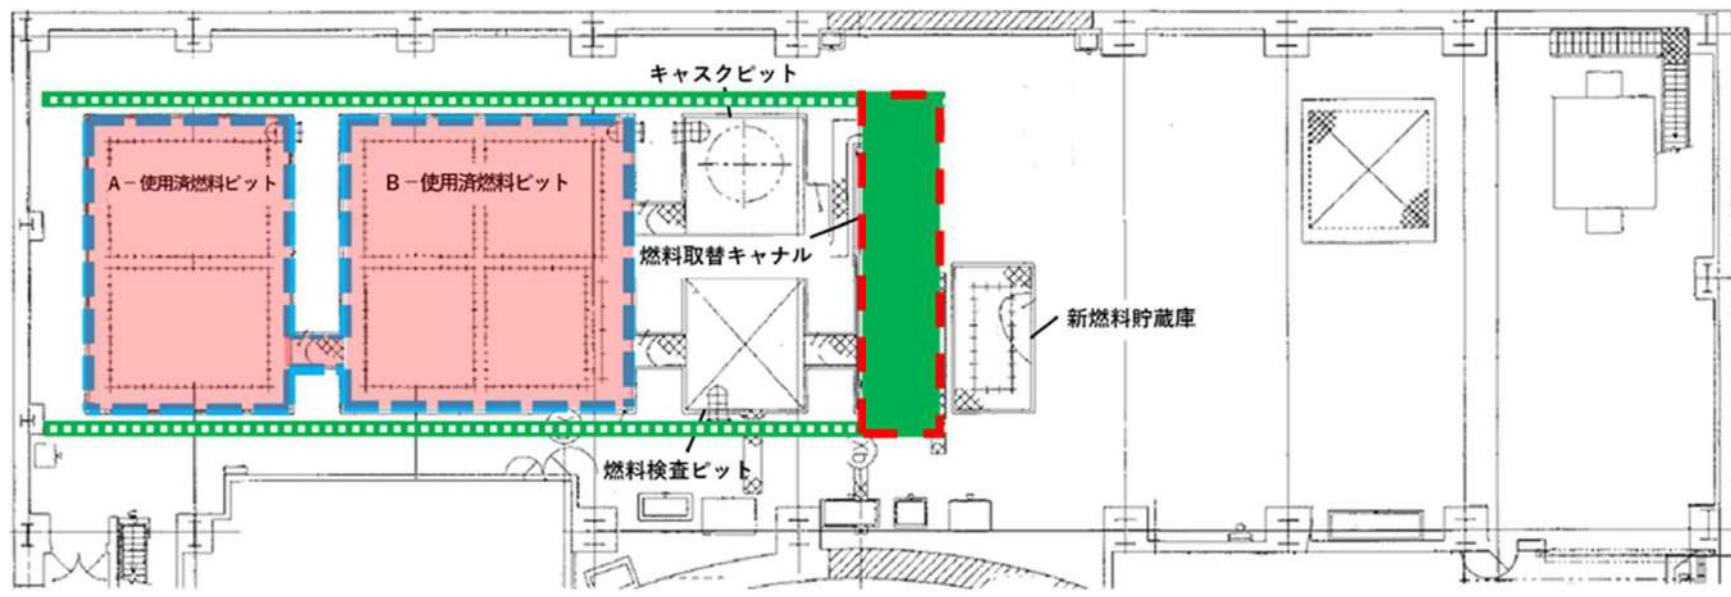 キャスクピット
A－使用済燃料ピット
B－使用済燃料ピット
燃料取替キャナル
新燃料貯蔵庫
燃料検査ピット